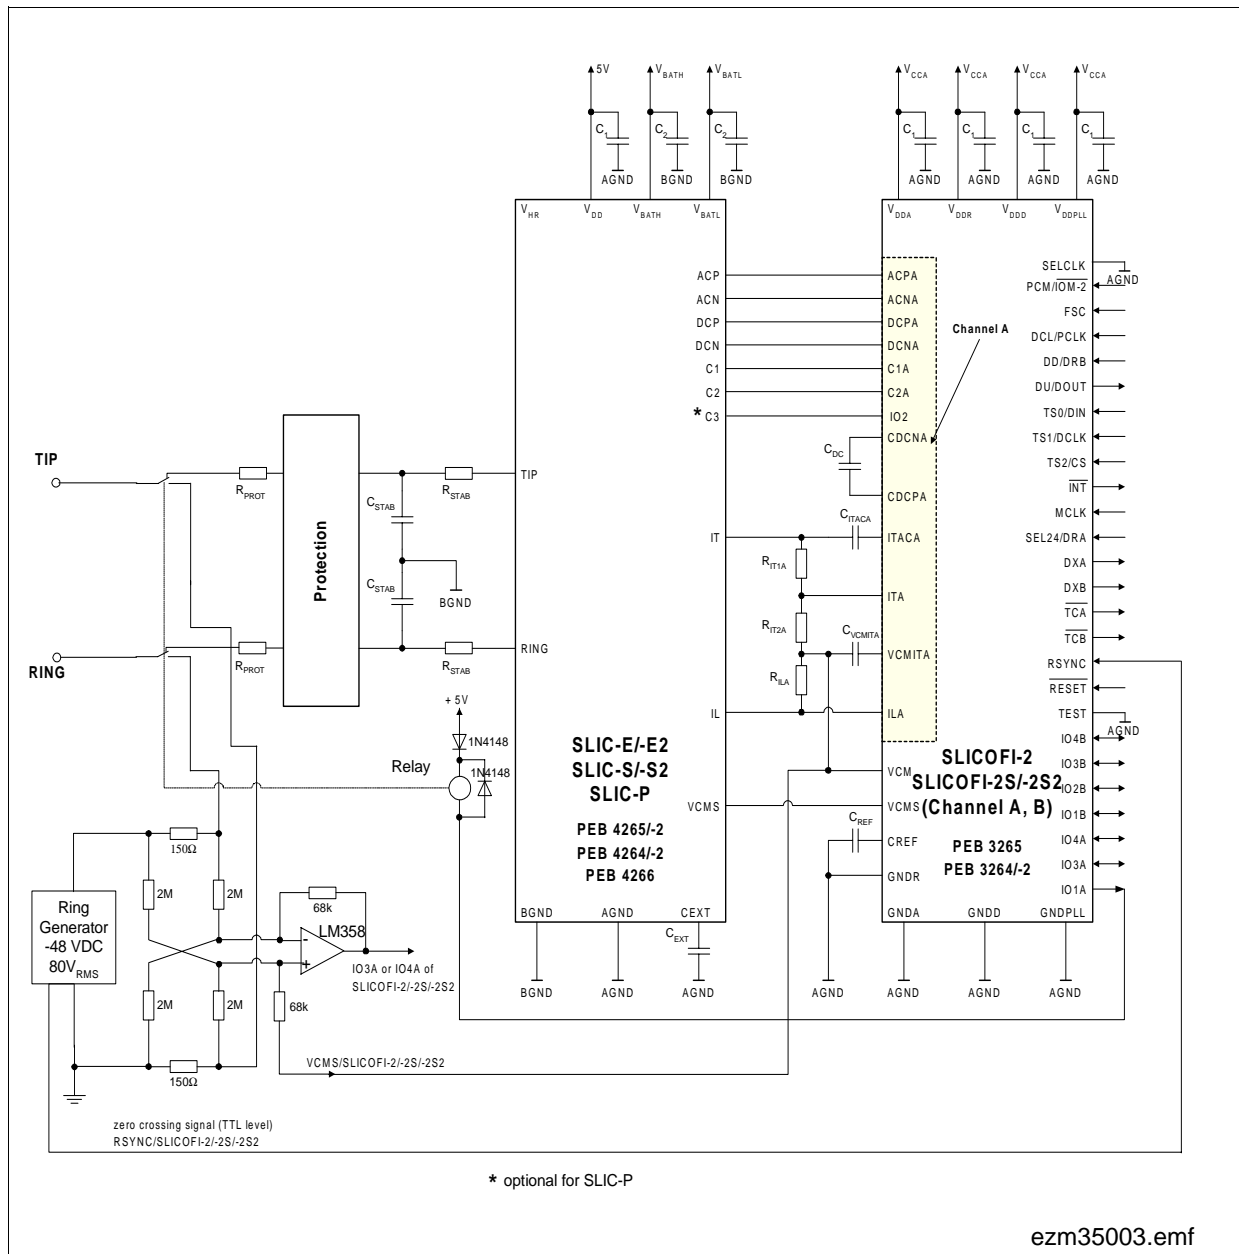 5V VBATH VBATL VCCA VCCA VCCA VCCA
C1 C2 C2 C1 C1 C1 C1
AGND BGND BGND AGND AGND AGND AGND
VHR VDD VBATH VBATL VDDA VDDR VDDD VDDPLL
SELCLK
AGND
ACP ACPA PCM/IOM-2
ACN ACNA FSC
DCP DCPA Channel A
DCN DCNA DCL/PCLK
C1 C1A DD/DRB
C2 C2A DU/DOUT
* C3 IO2 TS0/DIN
CDCNA TS1/DCLK
CDC
TIP TS2/CS
RPROT RSTAB TIP
CDCPA INT
CSTAB
CITACA MCLK
IT ITACA SEL24/DRA
Protection RIT1A DXA
CSTAB BGND ITA DXB
RIT2A TCA
CVCMITA TCB
RING VCMITA RSYNC
RING RPROT RSTAB
RILA RESET
+ 5V IL ILA TEST
AGND
1N4148 SLIC-E/-E2 SLICOFI-2 IO4B
Relay 1N4148 SLIC-S/-S2 VCM SLICOFI-2S/-2S2 IO3B
SLIC-P (Channel A, B) IO2B
VCMS VCMS IO1B
PEB 4265/-2 CREF CREF PEB 3265 IO4A
PEB 4264/-2 PEB 3264/-2 IO3A
PEB 4266 GNDR IO1A
150Ω
2M 2M 68k
Ring
Generator
-48 VDC
80VRMS
LM358
-
+
BGND AGND CEXT GNDA GNDD GNDPLL
CEXT
IO3A or IO4A of
SLICOFI-2/-2S/-2S2
2M 2M 68k
BGND AGND AGND AGND AGND AGND AGND
VCMS/SLICOFI-2/-2S/-2S2
150Ω
zero crossing signal (TTL level)
RSYNC/SLICOFI-2/-2S/-2S2
* optional for SLIC-P
ezm35003.emf